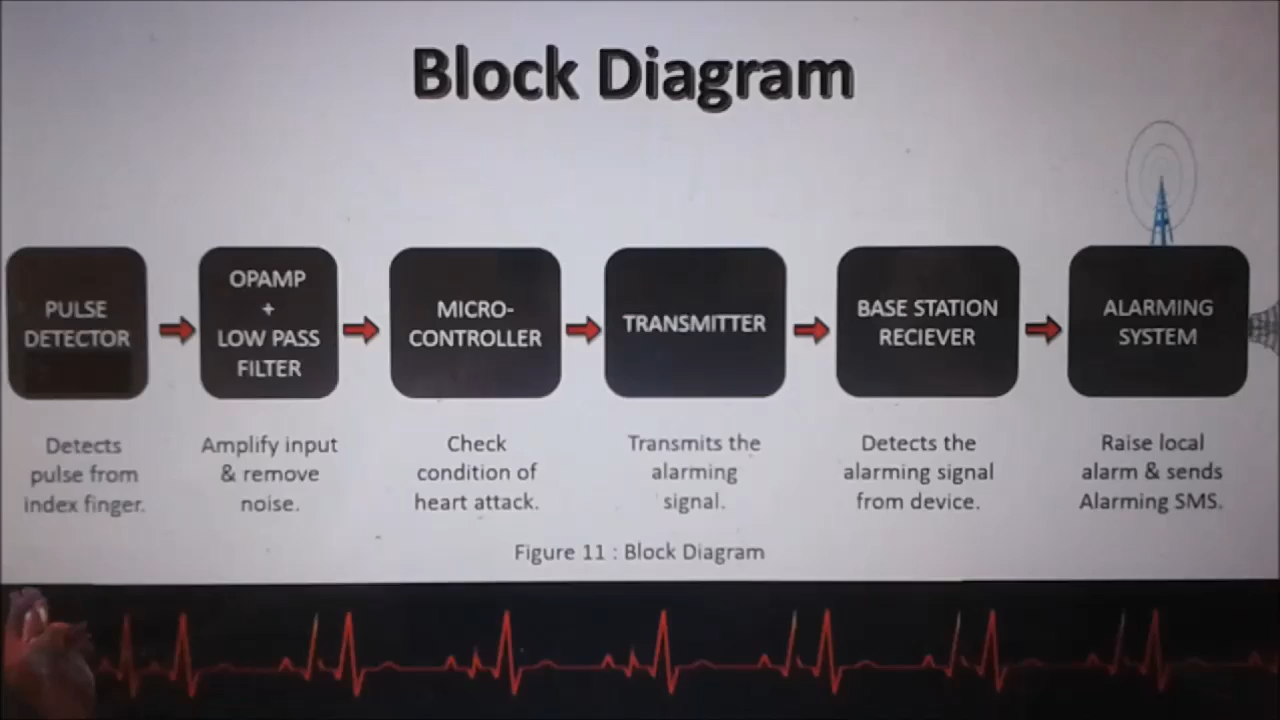 Block Diagram
PULSE
DETECTOR
OPAMP
+
LOW PASS
FILTER
MICRO-
CONTROLLER
TRANSMITTER
BASE STATION
RECIEVER
ALARMING
SYSTEM
Detects
pulse from
index finger.
Amplify input
& remove
noise.
Check
condition of
heart attack.
Transmits the
alarming
signal.
Detects the
alarming signal
from device.
Raise local
alarm & sends
Alarming SMS.
Figure 11 : Block Diagram